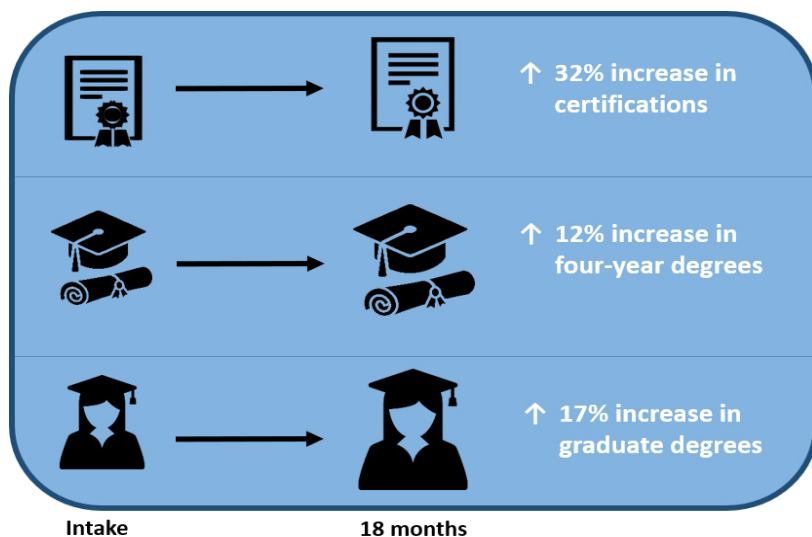 ↑ 32% increase in
certifications
↑ 12% increase in
four-year degrees
↑ 17% increase in
graduate degrees
Intake
18 months